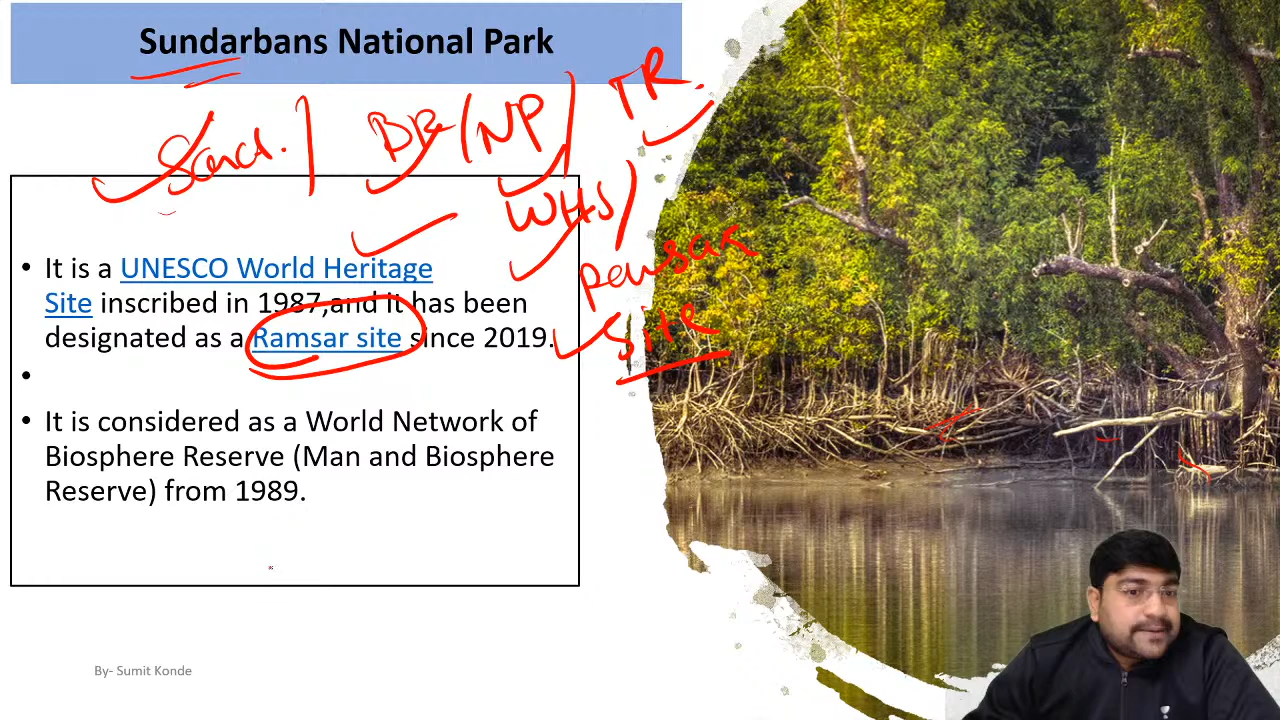 Sundarbans National Park
Sanct. / BR / NP / TR.
WHS /
Ramsar
Site
• It is a UNESCO World Heritage
Site inscribed in 1987,and it has been
designated as a Ramsar site since 2019.
•
• It is considered as a World Network of
Biosphere Reserve (Man and Biosphere
Reserve) from 1989.
By- Sumit Konde